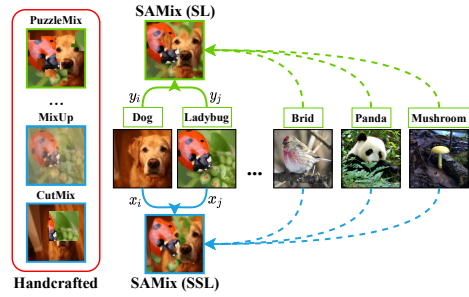 PuzzleMix
...
MixUp
CutMix
Handcrafted
SAMix (SL)
y_i y_j
Dog Ladybug Brid Panda Mushroom
...
x_i x_j
SAMix (SSL)